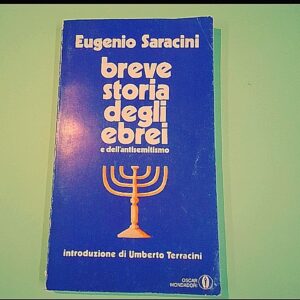 Eugenio Saracini
breve
storia
degli
ebrei
e dell'antisemitismo
introduzione di Umberto Terracini
OSCAR
MONDADORI